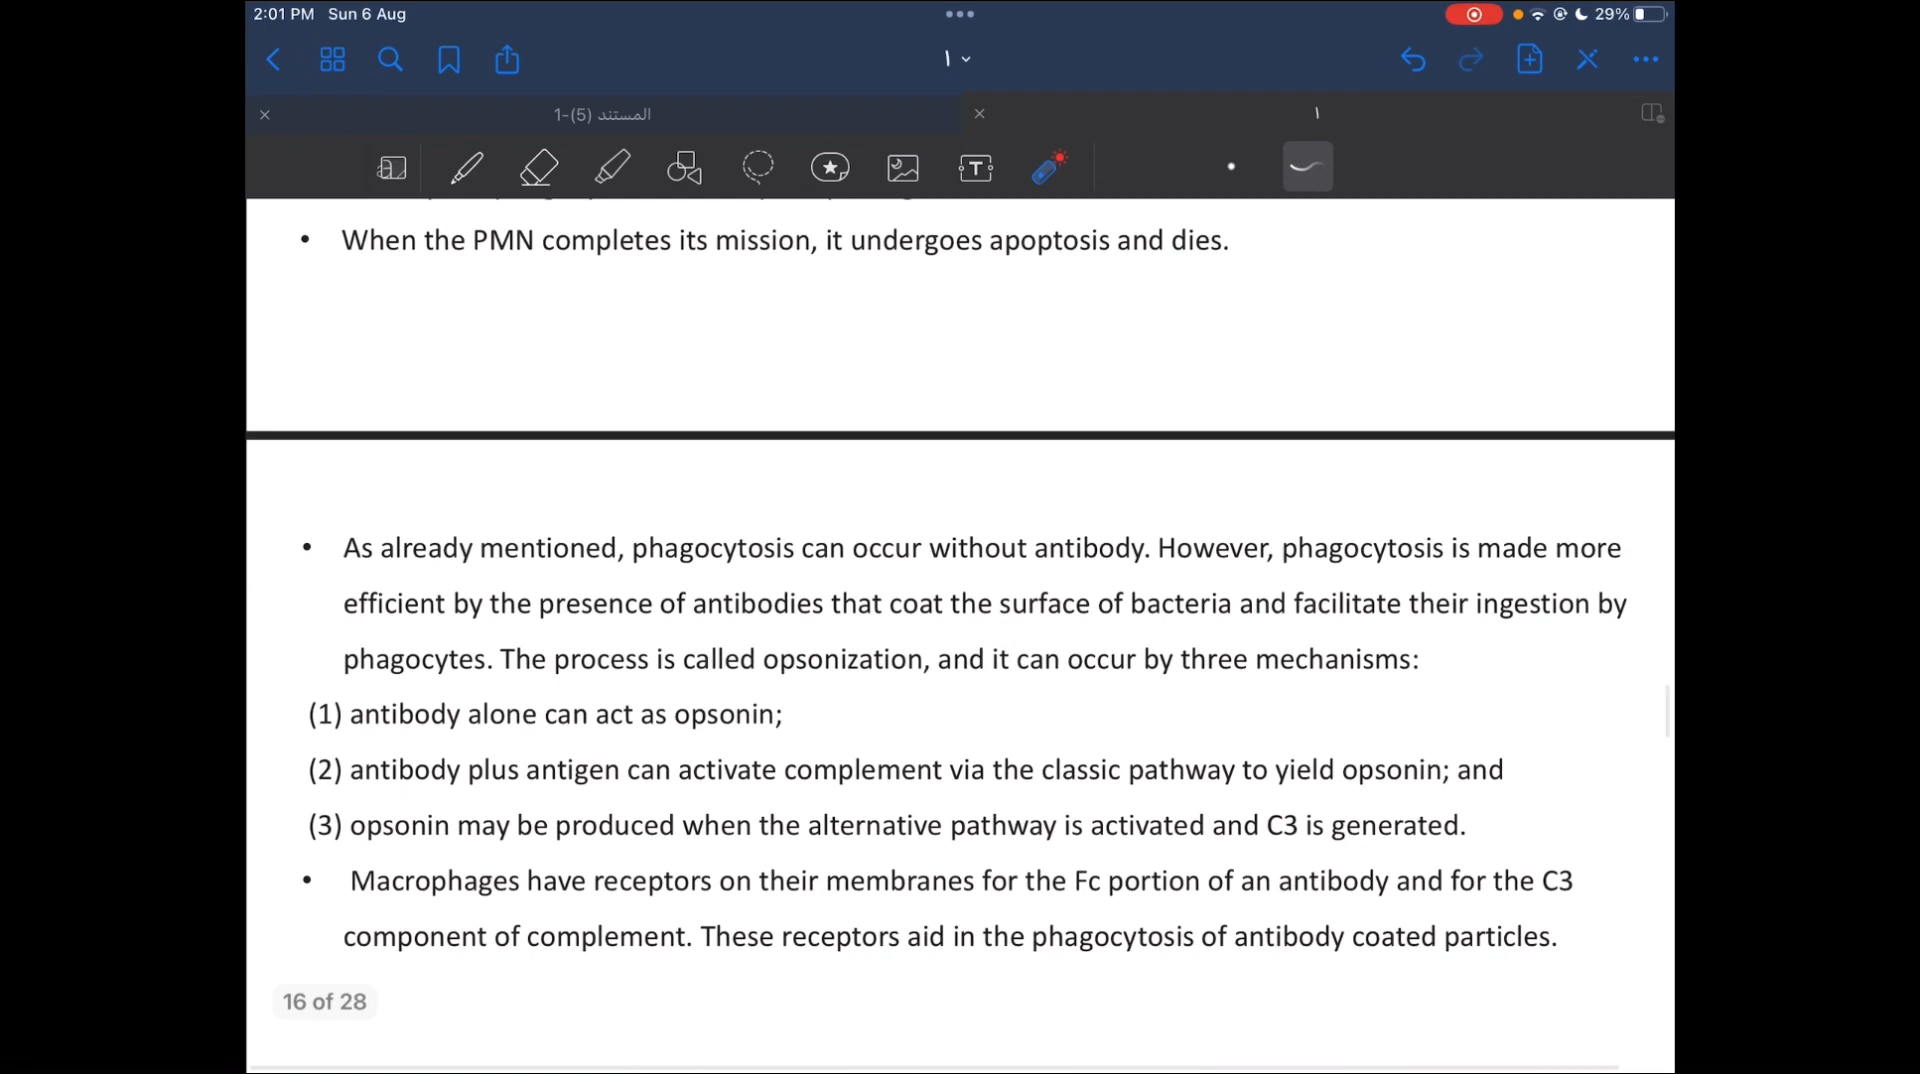 2:01 PM Sun 6 Aug
29%
١
المستند (5)-1
١
• When the PMN completes its mission, it undergoes apoptosis and dies.
• As already mentioned, phagocytosis can occur without antibody. However, phagocytosis is made more
efficient by the presence of antibodies that coat the surface of bacteria and facilitate their ingestion by
phagocytes. The process is called opsonization, and it can occur by three mechanisms:
(1) antibody alone can act as opsonin;
(2) antibody plus antigen can activate complement via the classic pathway to yield opsonin; and
(3) opsonin may be produced when the alternative pathway is activated and C3 is generated.
• Macrophages have receptors on their membranes for the Fc portion of an antibody and for the C3
component of complement. These receptors aid in the phagocytosis of antibody coated particles.
16 of 28